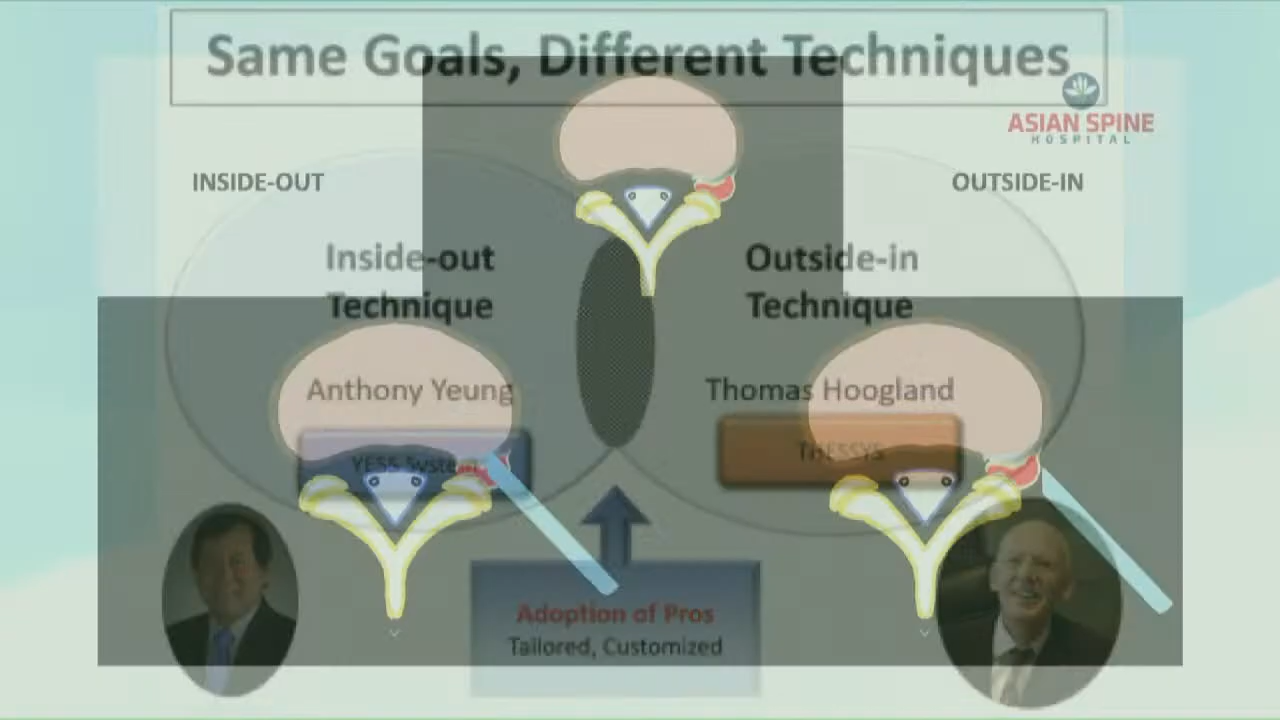 Same Goals, Different Techniques
ASIAN SPINE
HOSPITAL
INSIDE-OUT
OUTSIDE-IN
Inside-out
Technique
Outside-in
Technique
Anthony Yeung
Thomas Hoogland
YESS System
THESSYS
Adoption of Pros
Tailored, Customized